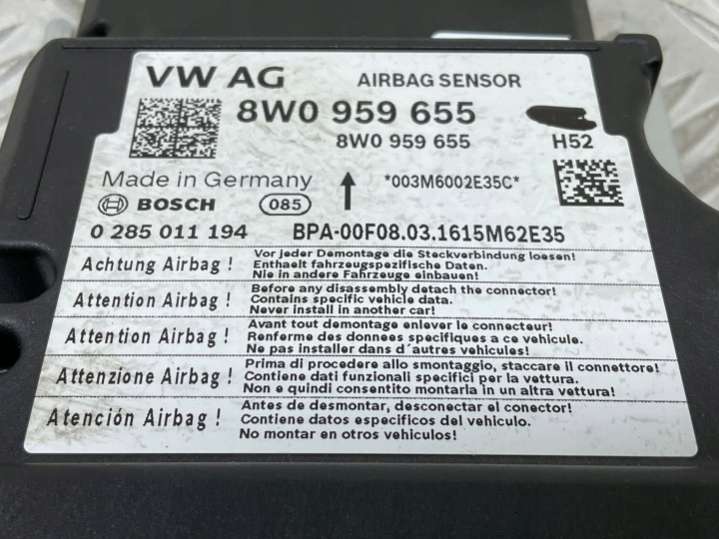 VW AG AIRBAG SENSOR
8W0 959 655
8W0 959 655 H52
Made in Germany *003M6002E35C*
BOSCH 085
0 285 011 194 BPA-00F08.03.1615M62E35
Achtung Airbag ! Vor jeder Demontage die Steckverbindung loesen!
Enthaelt fahrzeugspezifische Daten.
Nie in andere Fahrzeuge einbauen!
Attention Airbag ! Before any disassembly detach the connector!
Contains specific vehicle data.
Never install in another car!
Attention Airbag ! Avant tout demontage enlever le connecteur!
Renferme des donnees specifiques a ce vehicule.
Ne pas installer dans d´autres vehicules!
Attenzione Airbag ! Prima di procedere allo smontaggio, staccare il connettore!
Contiene dati funzionali specifici per la vettura.
Non e quindi consentito montarla in un altra vettura!
Atención Airbag ! Antes de desmontar, desconectar el conector!
Contiene datos especificos del vehiculo.
No montar en otros vehiculos!